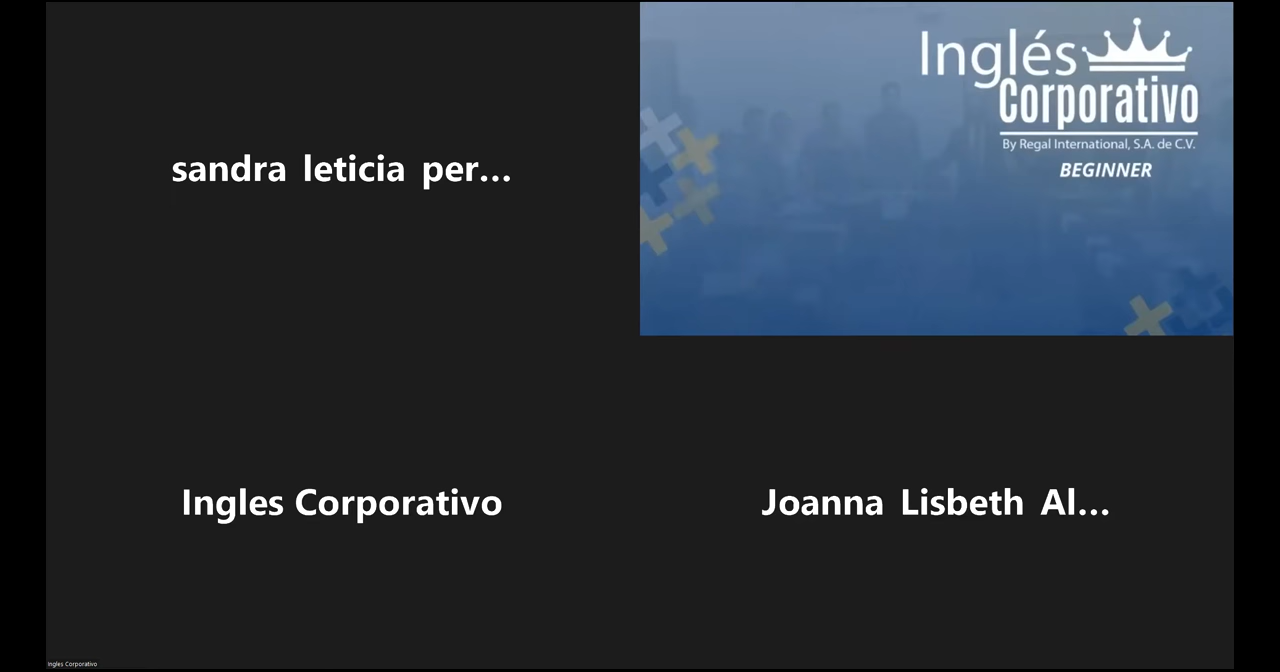 sandra leticia per...
Inglés
Corporativo
By Regal International, S.A. de C.V.
BEGINNER
Ingles Corporativo
Joanna Lisbeth Al...
Ingles Corporativo